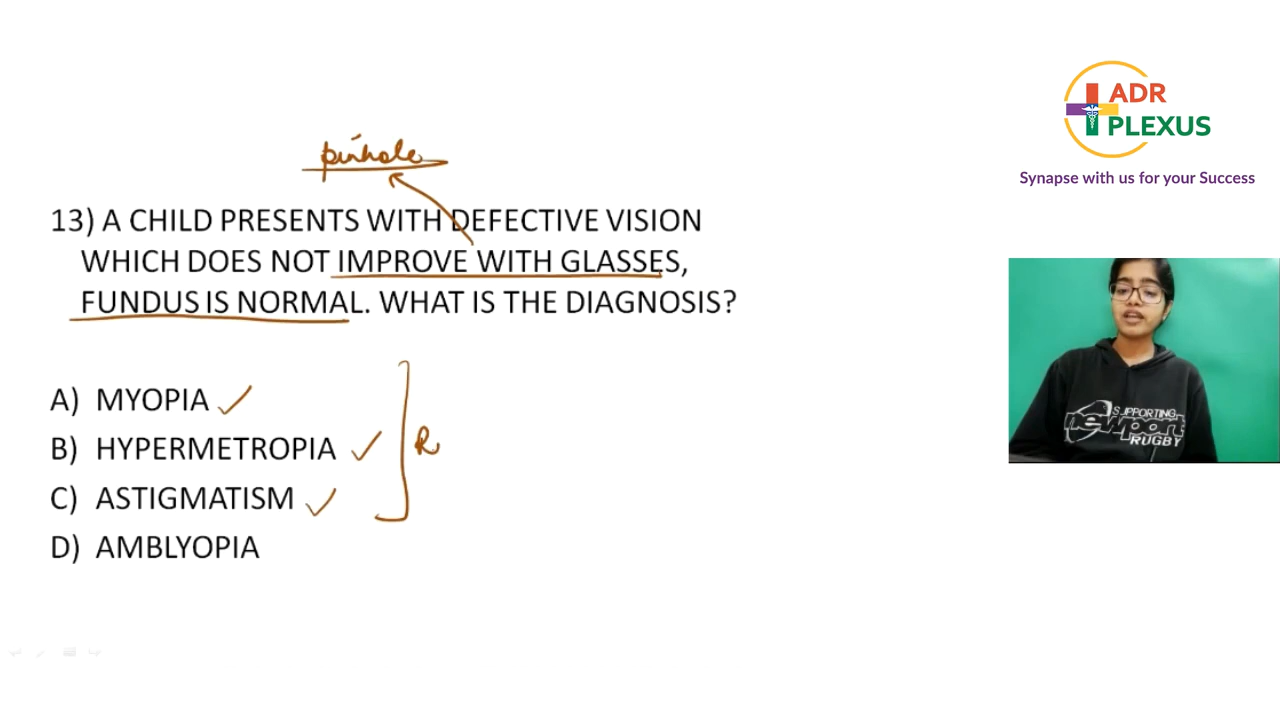 ADR
PLEXUS
Synapse with us for your Success
pinhole
13) A CHILD PRESENTS WITH DEFECTIVE VISION
WHICH DOES NOT IMPROVE WITH GLASSES,
FUNDUS IS NORMAL. WHAT IS THE DIAGNOSIS?
A) MYOPIA
B) HYPERMETROPIA
R
C) ASTIGMATISM
D) AMBLYOPIA
SUPPORTING
newport
RUGBY